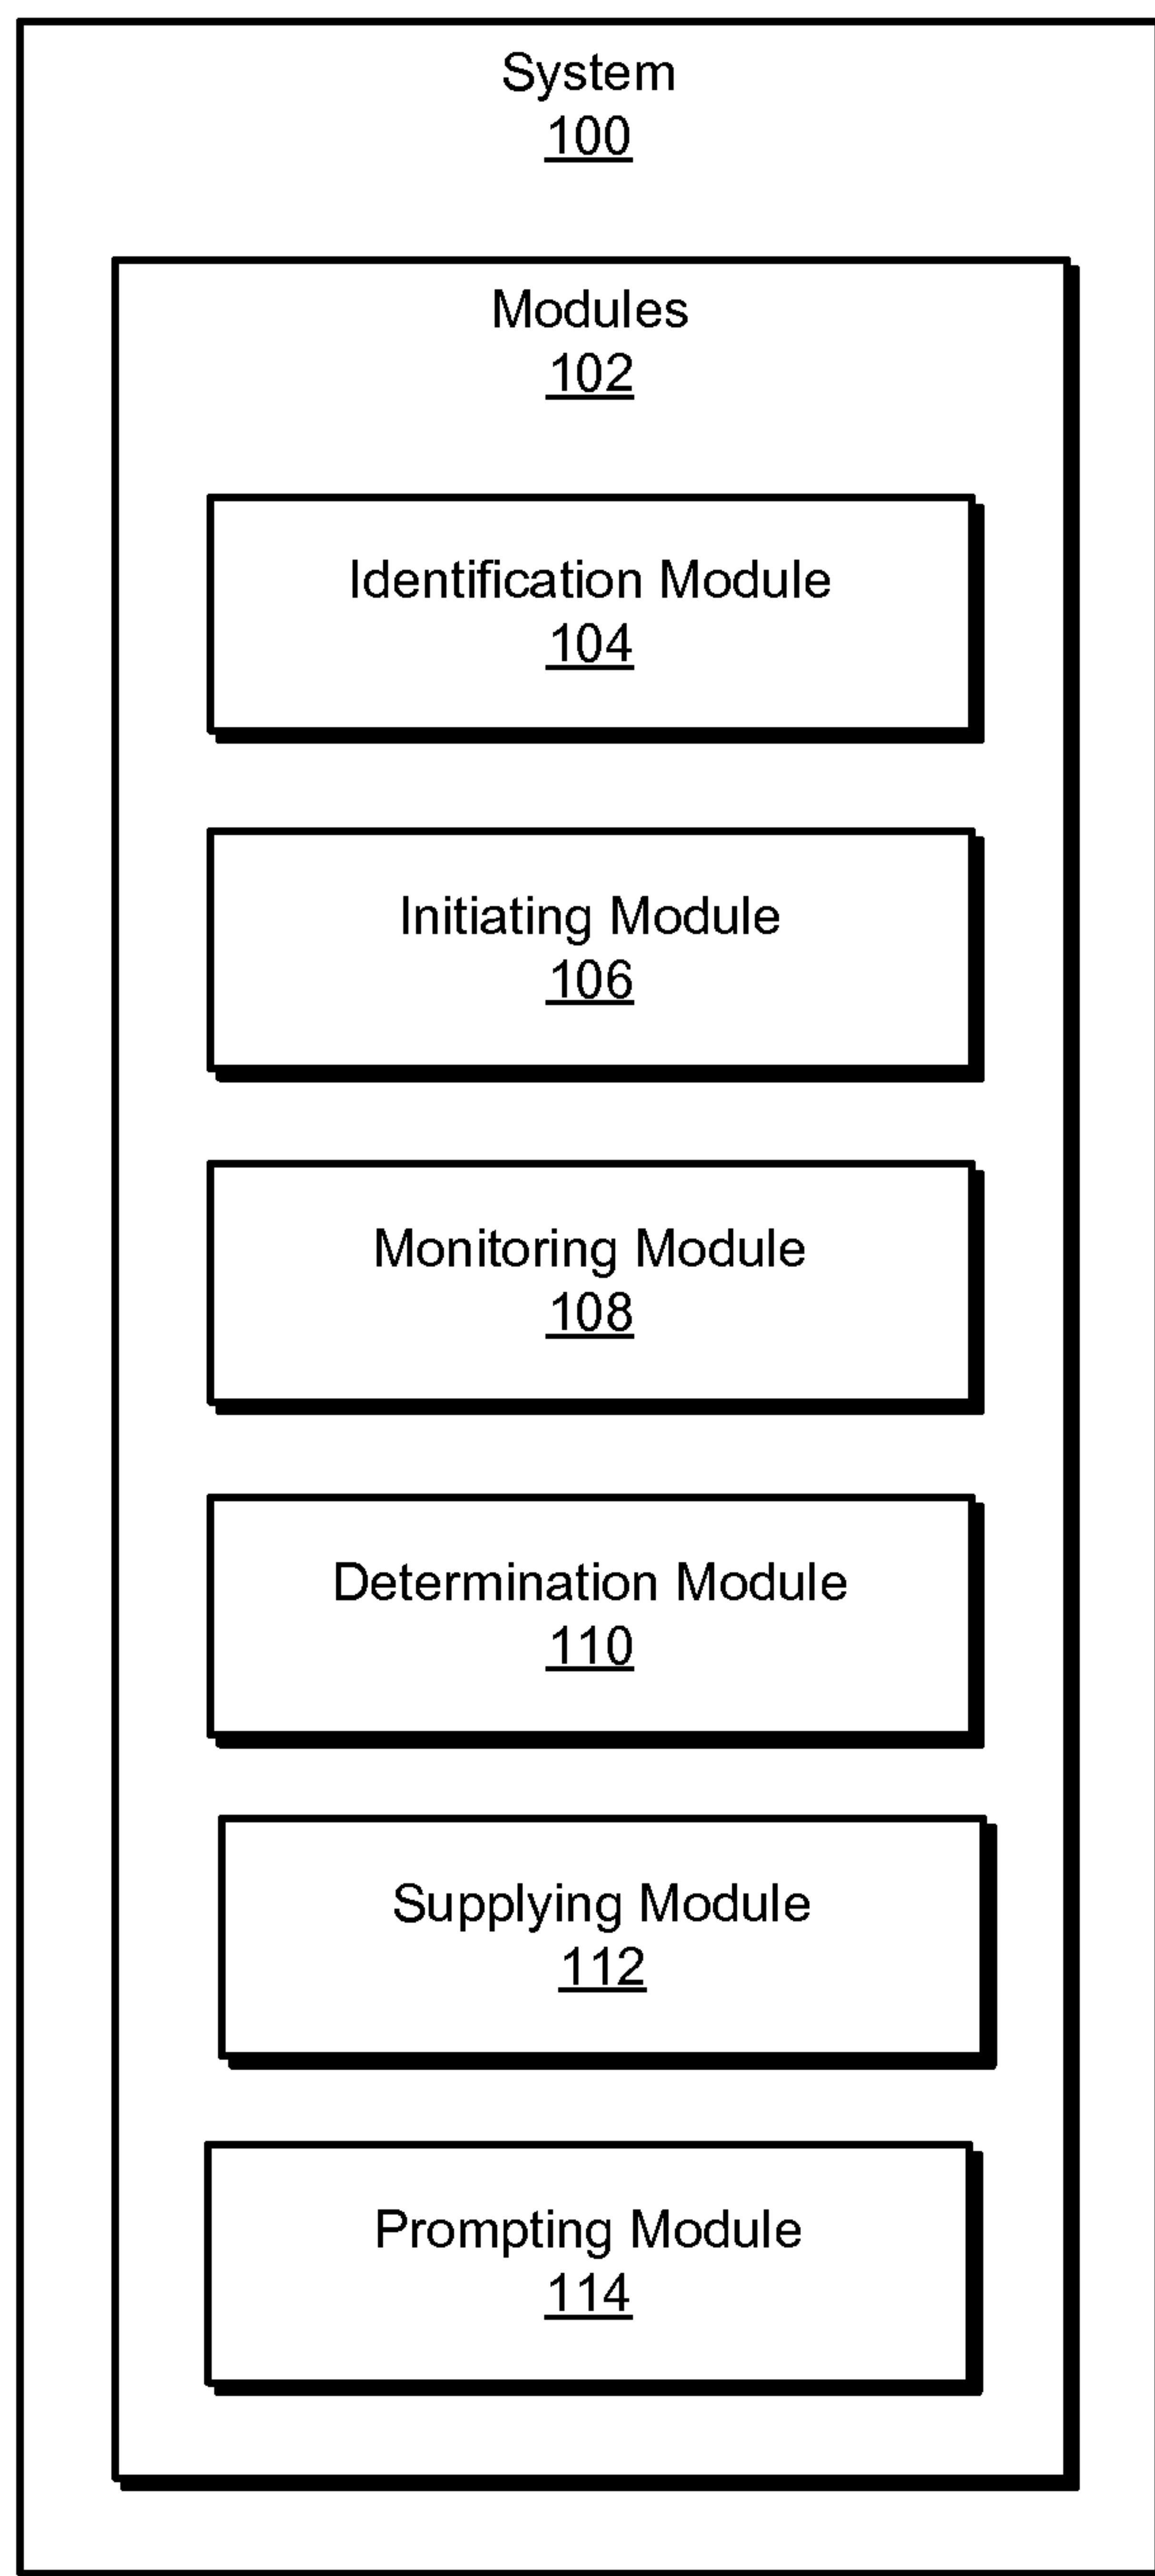 System
100
Modules
102
Identification Module
104
Initiating Module
106
Monitoring Module
108
Determination Module
110
Supplying Module
112
Prompting Module
114